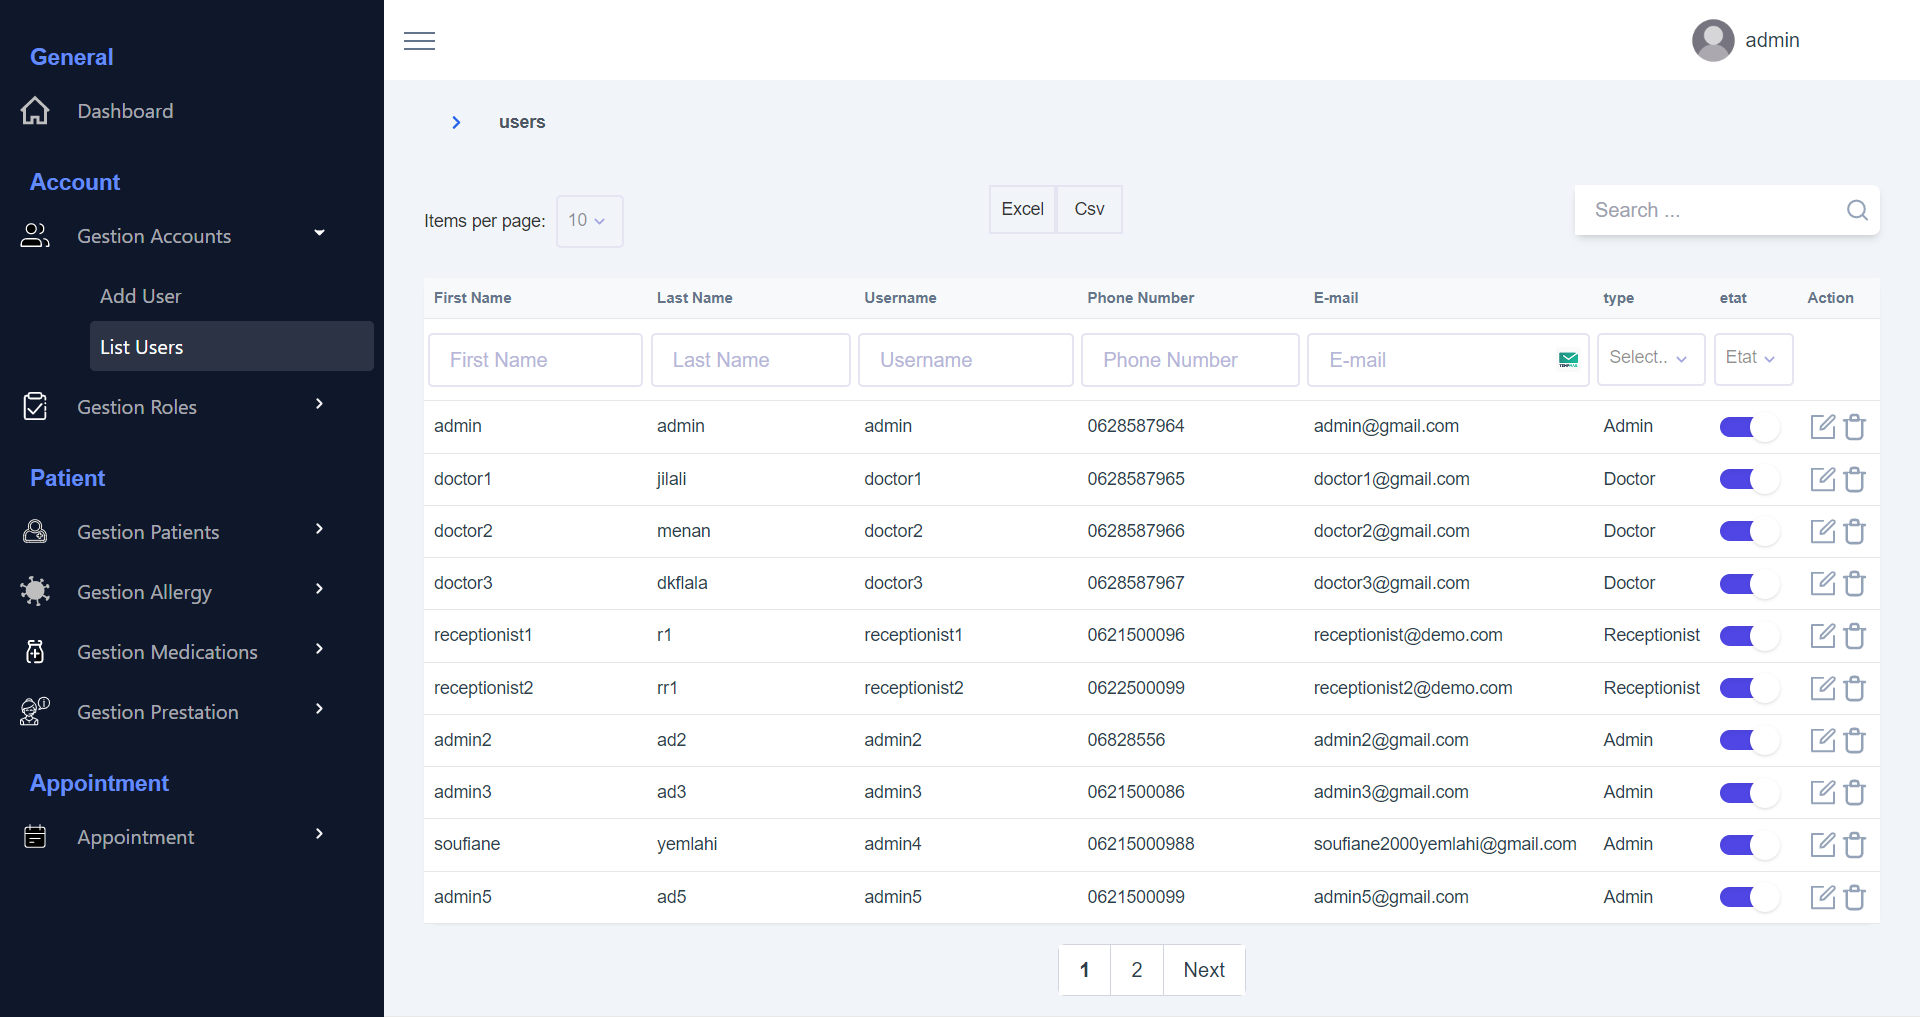 General
Dashboard
Account
Gestion Accounts
Add User
List Users
Gestion Roles
Patient
Gestion Patients
Gestion Allergy
Gestion Medications
Gestion Prestation
Appointment
Appointment
admin
users
Items per page: 10
Excel Csv
Search ...
First Name Last Name Username Phone Number E-mail type etat Action
First Name Last Name Username Phone Number E-mail Select.. Etat
admin admin admin 0628587964 admin@gmail.com Admin
doctor1 jilali doctor1 0628587965 doctor1@gmail.com Doctor
doctor2 menan doctor2 0628587966 doctor2@gmail.com Doctor
doctor3 dkflala doctor3 0628587967 doctor3@gmail.com Doctor
receptionist1 r1 receptionist1 0621500096 receptionist@demo.com Receptionist
receptionist2 rr1 receptionist2 0622500099 receptionist2@demo.com Receptionist
admin2 ad2 admin2 06828556 admin2@gmail.com Admin
admin3 ad3 admin3 0621500086 admin3@gmail.com Admin
soufiane yemlahi admin4 06215000988 soufiane2000yemlahi@gmail.com Admin
admin5 ad5 admin5 0621500099 admin5@gmail.com Admin
1 2 Next